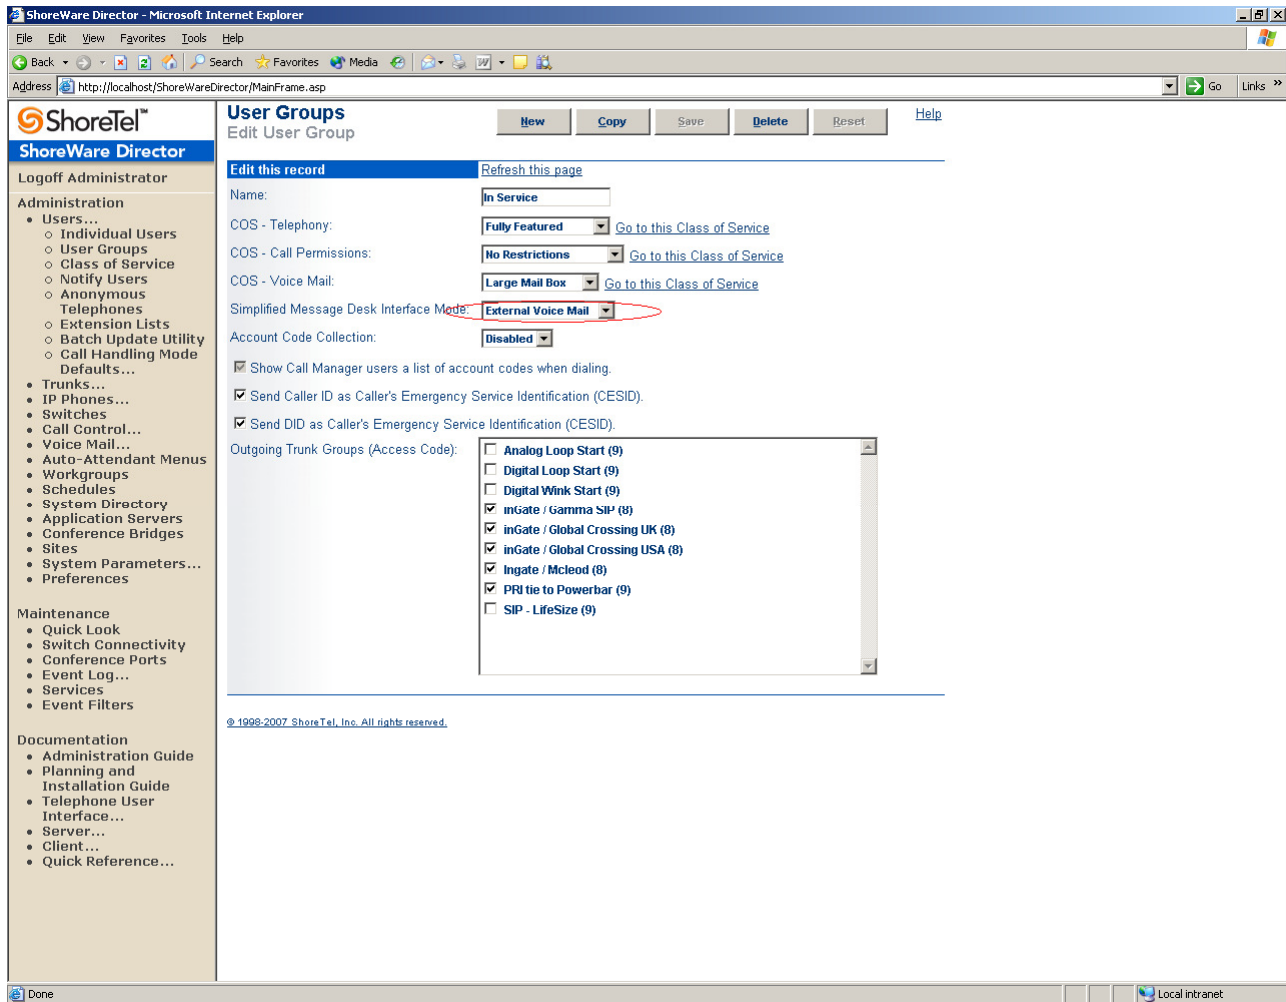 ShoreWare Director - Microsoft Internet Explorer
File Edit View Favorites Tools Help
Back Search Favorites Media
Address http://localhost/ShoreWareDirector/MainFrame.asp Go Links »
ShoreTel™
ShoreWare Director
Logoff Administrator
Administration
Users...
Individual Users
User Groups
Class of Service
Notify Users
Anonymous
Telephones
Extension Lists
Batch Update Utility
Call Handling Mode
Defaults...
Trunks...
IP Phones...
Switches
Call Control...
Voice Mail...
Auto-Attendant Menus
Workgroups
Schedules
System Directory
Application Servers
Conference Bridges
Sites
System Parameters...
Preferences
Maintenance
Quick Look
Switch Connectivity
Conference Ports
Event Log...
Services
Event Filters
Documentation
Administration Guide
Planning and
Installation Guide
Telephone User
Interface...
Server...
Client...
Quick Reference...
User Groups
Edit User Group
New Copy Save Delete Reset Help
Edit this record Refresh this page
Name: In Service
COS - Telephony: Fully Featured Go to this Class of Service
COS - Call Permissions: No Restrictions Go to this Class of Service
COS - Voice Mail: Large Mail Box Go to this Class of Service
Simplified Message Desk Interface Mode: External Voice Mail
Account Code Collection: Disabled
Show Call Manager users a list of account codes when dialing.
Send Caller ID as Caller's Emergency Service Identification (CESID).
Send DID as Caller's Emergency Service Identification (CESID).
Outgoing Trunk Groups (Access Code):
Analog Loop Start (9)
Digital Loop Start (9)
Digital Wink Start (9)
inGate / Gamma SIP (8)
inGate / Global Crossing UK (8)
inGate / Global Crossing USA (8)
Ingate / Mcleod (8)
PRI tie to Powerbar (9)
SIP - LifeSize (9)
© 1998-2007 ShoreTel, Inc. All rights reserved.
Done Local intranet